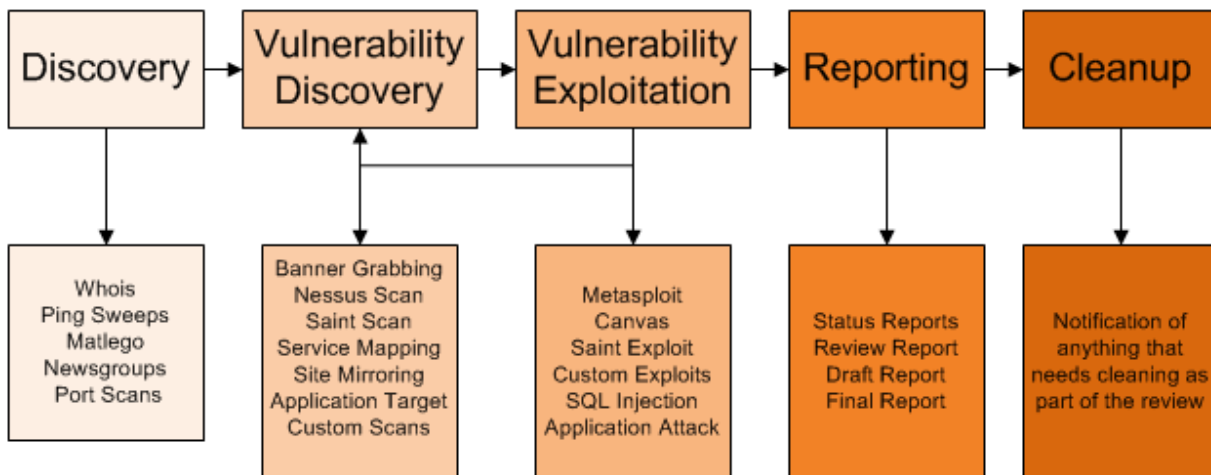 Discovery
Vulnerability
Discovery
Vulnerability
Exploitation
Reporting
Cleanup
Whois
Ping Sweeps
Matlego
Newsgroups
Port Scans
Banner Grabbing
Nessus Scan
Saint Scan
Service Mapping
Site Mirroring
Application Target
Custom Scans
Metasploit
Canvas
Saint Exploit
Custom Exploits
SQL Injection
Application Attack
Status Reports
Review Report
Draft Report
Final Report
Notification of
anything that
needs cleaning as
part of the review